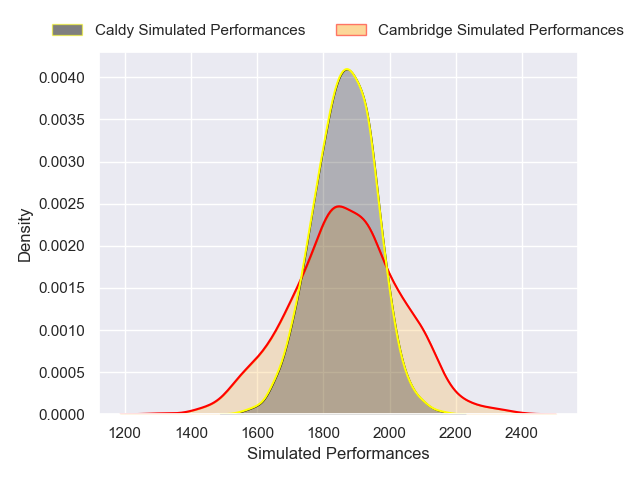 Caldy Simulated Performances
Cambridge Simulated Performances
0.0040
0.0035
0.0030
0.0025
0.0020
0.0015
0.0010
0.0005
0.0000
Density
1200 1400 1600 1800 2000 2200 2400
Simulated Performances